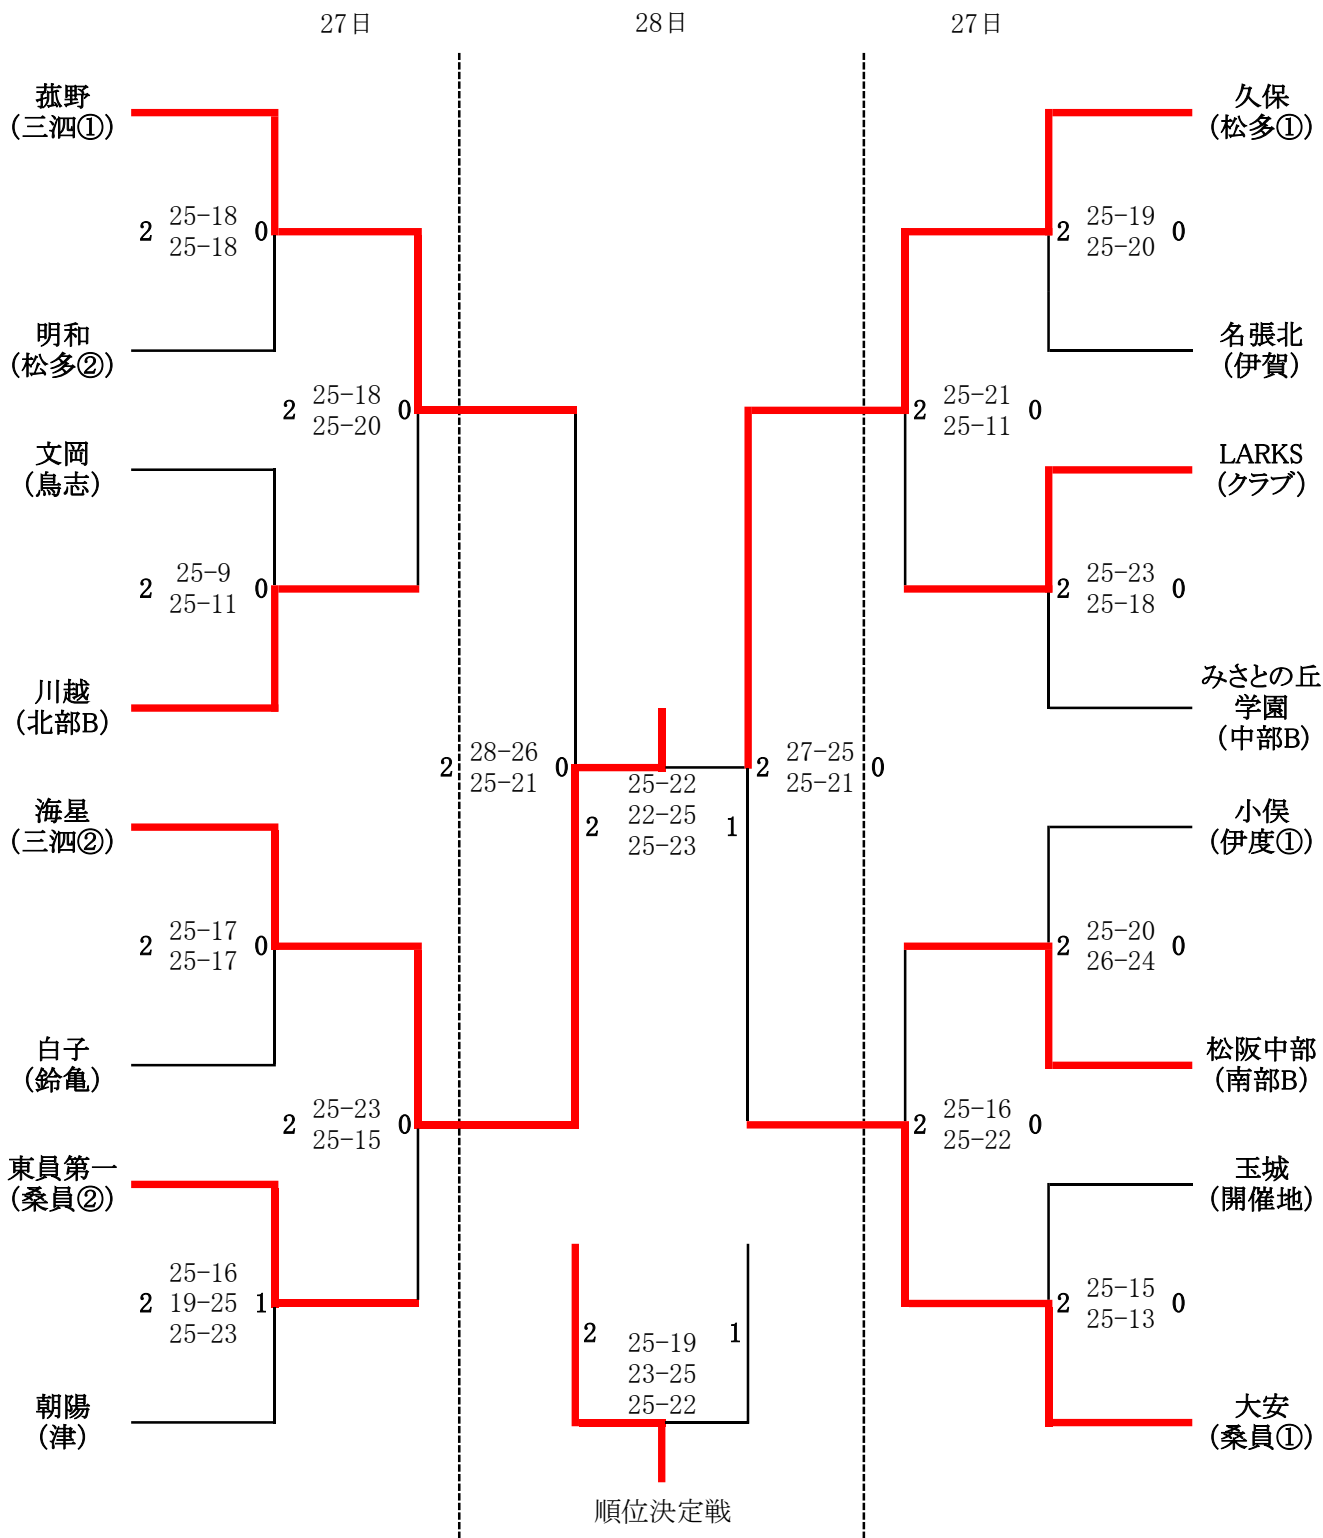 27日
28日
27日
菰野
(三泗①)
2 25-18 0
25-18
明和
(松多②)
2 25-18 0
25-20
文岡
(鳥志)
2 25-9 0
25-11
川越
(北部B)
2 28-26 0
25-21
海星
(三泗②)
2 25-17 0
25-17
白子
(鈴亀)
2 25-23 0
25-15
東員第一
(桑員②)
25-16
2 19-25 1
25-23
朝陽
(津)
25-22
2 22-25 1
25-23
2 25-19 1
23-25
25-22
順位決定戦
久保
(松多①)
2 25-19 0
25-20
名張北
(伊賀)
2 25-21 0
25-11
LARKS
(クラブ)
2 25-23 0
25-18
みさとの丘
学園
(中部B)
2 27-25 0
25-21
小俣
(伊度①)
2 25-20 0
26-24
松阪中部
(南部B)
2 25-16 0
25-22
玉城
(開催地)
2 25-15 0
25-13
大安
(桑員①)